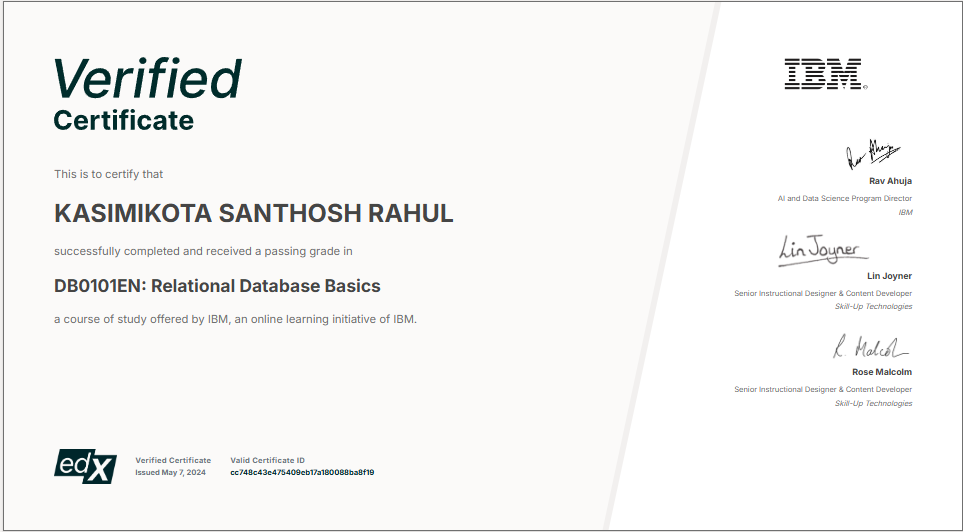 Verified
Certificate
This is to certify that
KASIMIKOTA SANTHOSH RAHUL
successfully completed and received a passing grade in
DB0101EN: Relational Database Basics
a course of study offered by IBM, an online learning initiative of IBM.
edX
Verified Certificate
Issued May 7, 2024
Valid Certificate ID
cc748c43e475409eb17a180088ba8f19
IBM®
Rav Ahuja
Rav Ahuja
AI and Data Science Program Director
IBM
Lin Joyner
Lin Joyner
Senior Instructional Designer & Content Developer
Skill-Up Technologies
R. Malcolm
Rose Malcolm
Senior Instructional Designer & Content Developer
Skill-Up Technologies